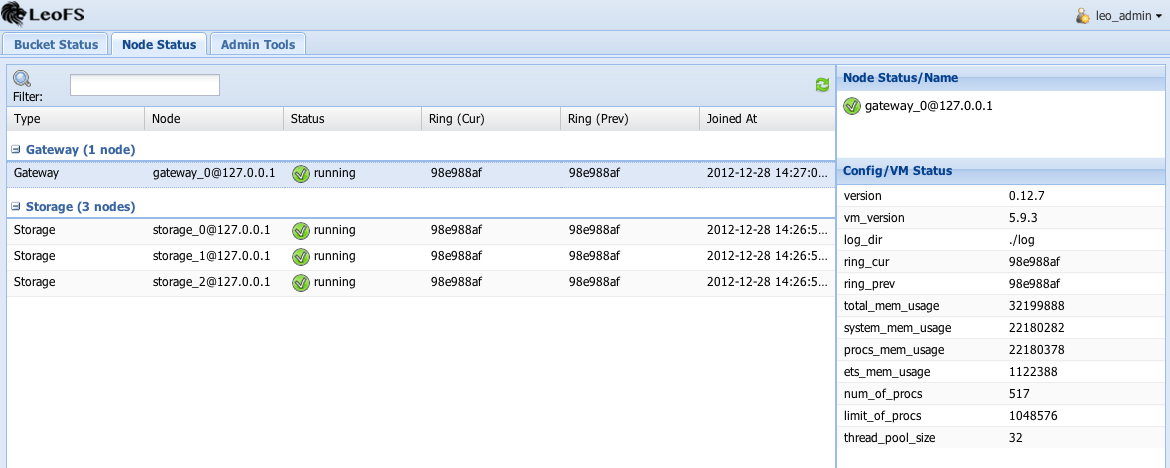 LeoFS
leo_admin
Bucket Status Node Status Admin Tools
Filter:
Type Node Status Ring (Cur) Ring (Prev) Joined At
Gateway (1 node)
Gateway gateway_0@127.0.0.1 running 98e988af 98e988af 2012-12-28 14:27:0...
Storage (3 nodes)
Storage storage_0@127.0.0.1 running 98e988af 98e988af 2012-12-28 14:26:5...
Storage storage_1@127.0.0.1 running 98e988af 98e988af 2012-12-28 14:26:5...
Storage storage_2@127.0.0.1 running 98e988af 98e988af 2012-12-28 14:26:5...
Node Status/Name
gateway_0@127.0.0.1
Config/VM Status
version 0.12.7
vm_version 5.9.3
log_dir ./log
ring_cur 98e988af
ring_prev 98e988af
total_mem_usage 32199888
system_mem_usage 22180282
procs_mem_usage 22180378
ets_mem_usage 1122388
num_of_procs 517
limit_of_procs 1048576
thread_pool_size 32